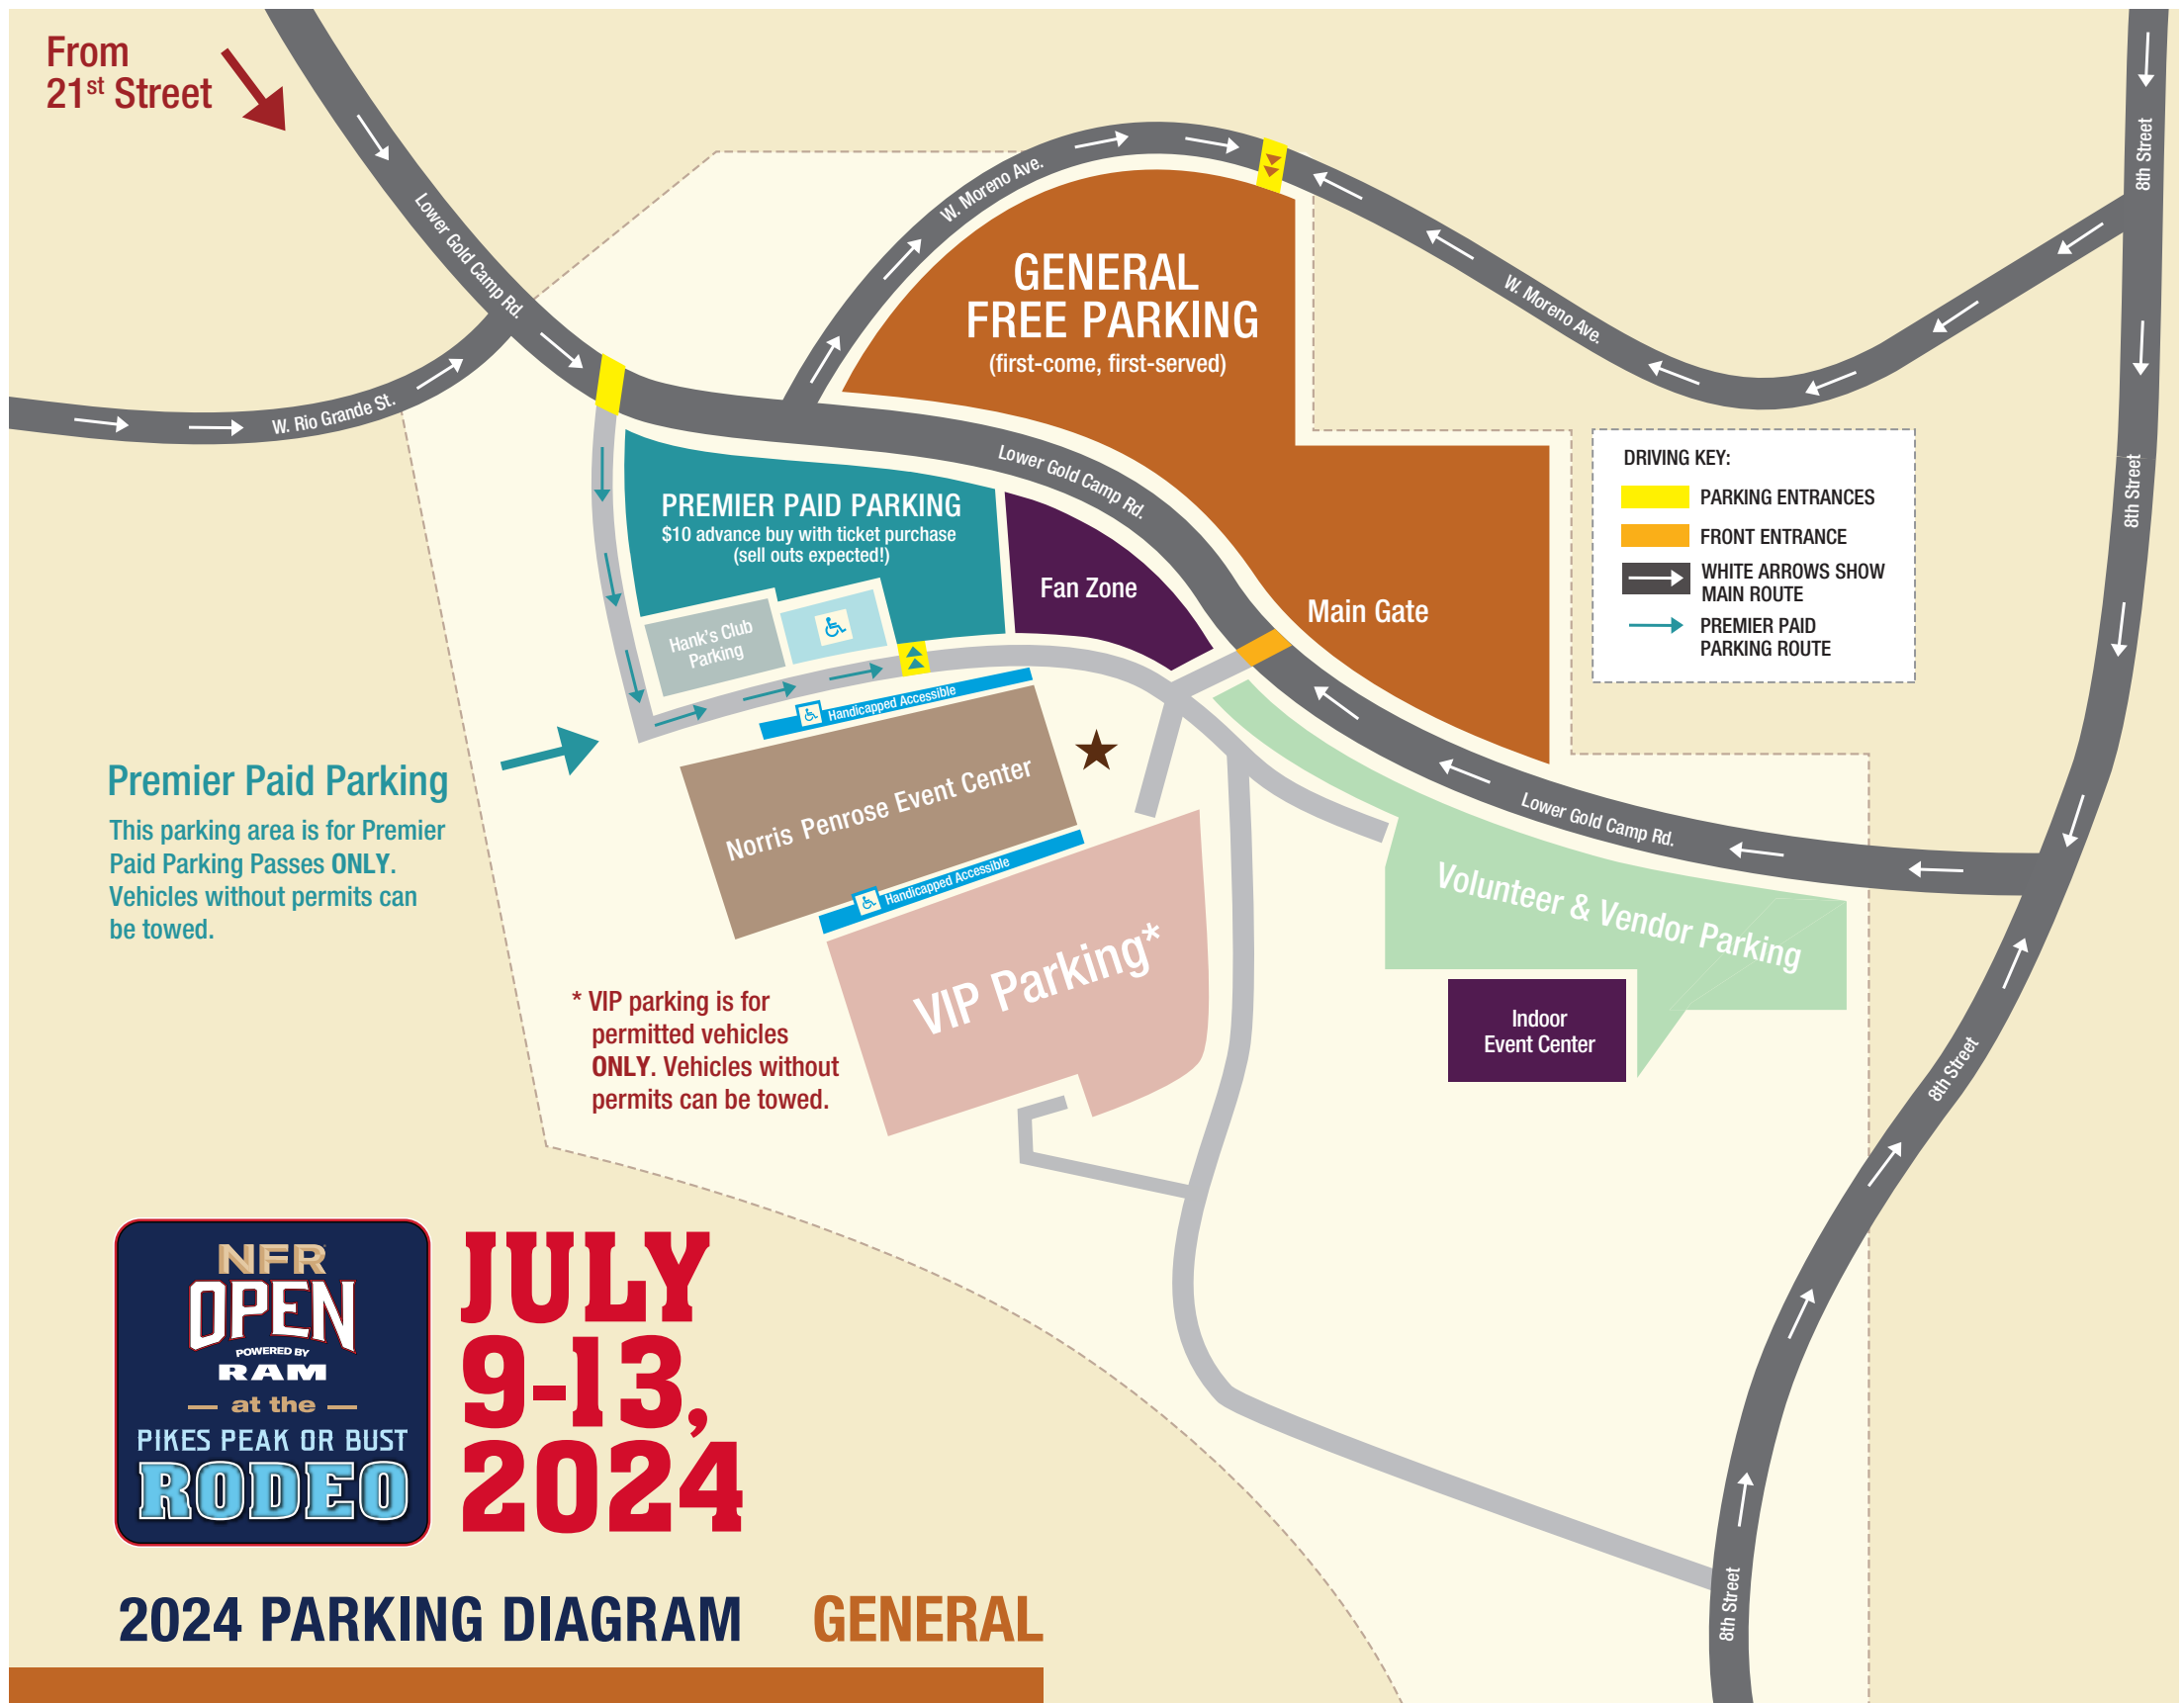 From
21st Street
Lower Gold Camp Rd.
W. Rio Grande St.
W. Moreno Ave.
GENERAL
FREE PARKING
(first-come, first-served)
W. Moreno Ave.
8th Street
8th Street
Lower Gold Camp Rd.
PREMIER PAID PARKING
$10 advance buy with ticket purchase
(sell outs expected!)
Fan Zone
Main Gate
Hank's Club
Parking
DRIVING KEY:
PARKING ENTRANCES
FRONT ENTRANCE
WHITE ARROWS SHOW
MAIN ROUTE
PREMIER PAID
PARKING ROUTE
Handicapped Accessible
Norris Penrose Event Center
Handicapped Accessible
Premier Paid Parking
This parking area is for Premier
Paid Parking Passes ONLY.
Vehicles without permits can
be towed.
Lower Gold Camp Rd.
Volunteer & Vendor Parking
VIP Parking*
* VIP parking is for
permitted vehicles
ONLY. Vehicles without
permits can be towed.
Indoor
Event Center
8th Street
8th Street
NFR
OPEN
POWERED BY
RAM
at the
PIKES PEAK OR BUST
RODEO
JULY
9-13,
2024
2024 PARKING DIAGRAM GENERAL